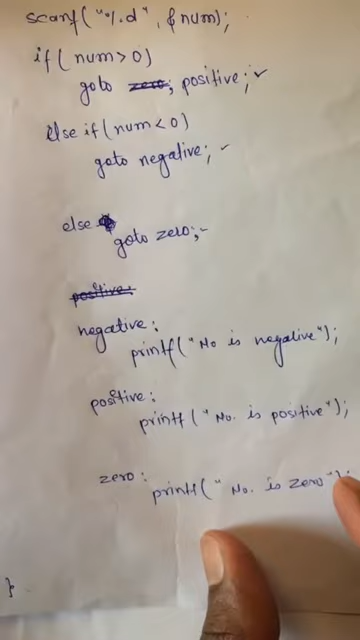 scanf("%d", &num);
if(num>0)
goto zero; positive;
else if(num<0)
goto negative;
else
goto zero;
positive:
negative:
printf("No is negative");
positive:
printf("No. is positive");
zero:
printf("No. is zero");
}